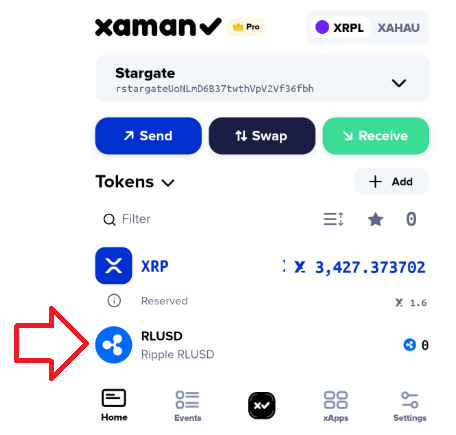 xaman Pro XRPL XAHAU
Stargate
rstargateUoNLmD6B37twthVpV2Vf36fbh
Send Swap Receive
Tokens + Add
Filter 0
XRP 3,427.373702
Reserved 1.6
RLUSD 0
Ripple RLUSD
Home Events xApps Settings